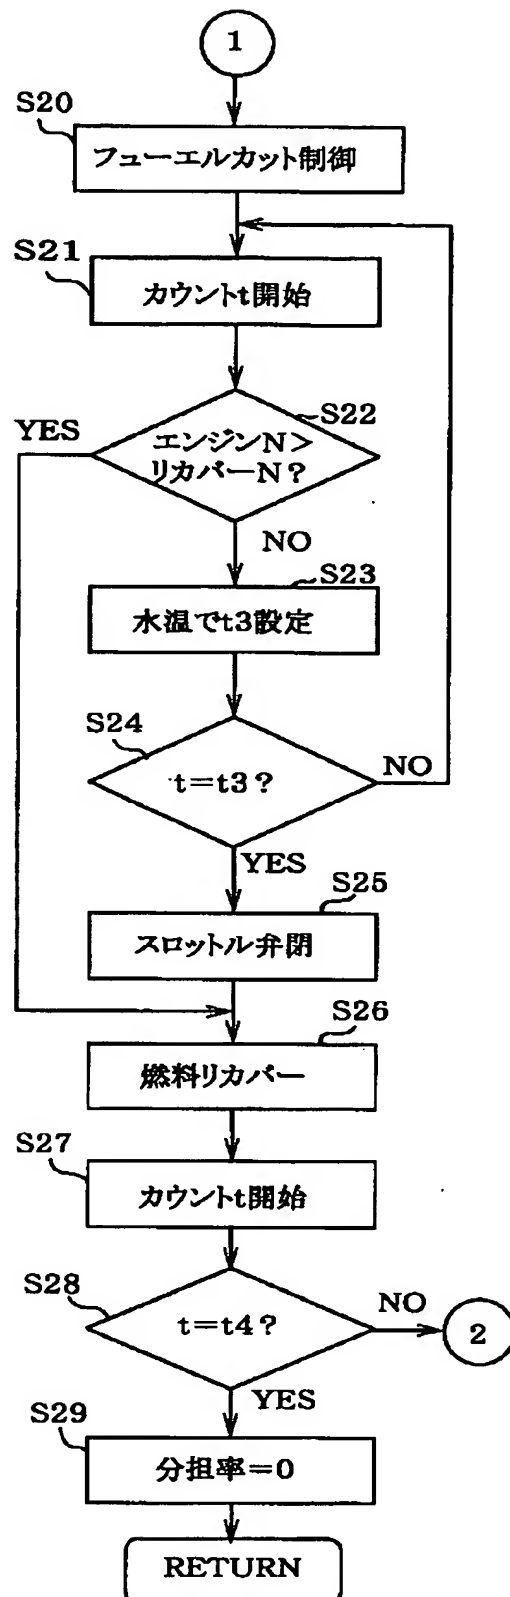 1
S20
フューエルカット制御
S21
カウントt開始
S22
YES
エンジンN>
リカバーN?
NO
S23
水温でt3設定
S24
t=t3?
NO
YES
S25
スロットル弁閉
S26
燃料リカバー
S27
カウントt開始
S28
t=t4?
NO
2
YES
S29
分担率=0
RETURN